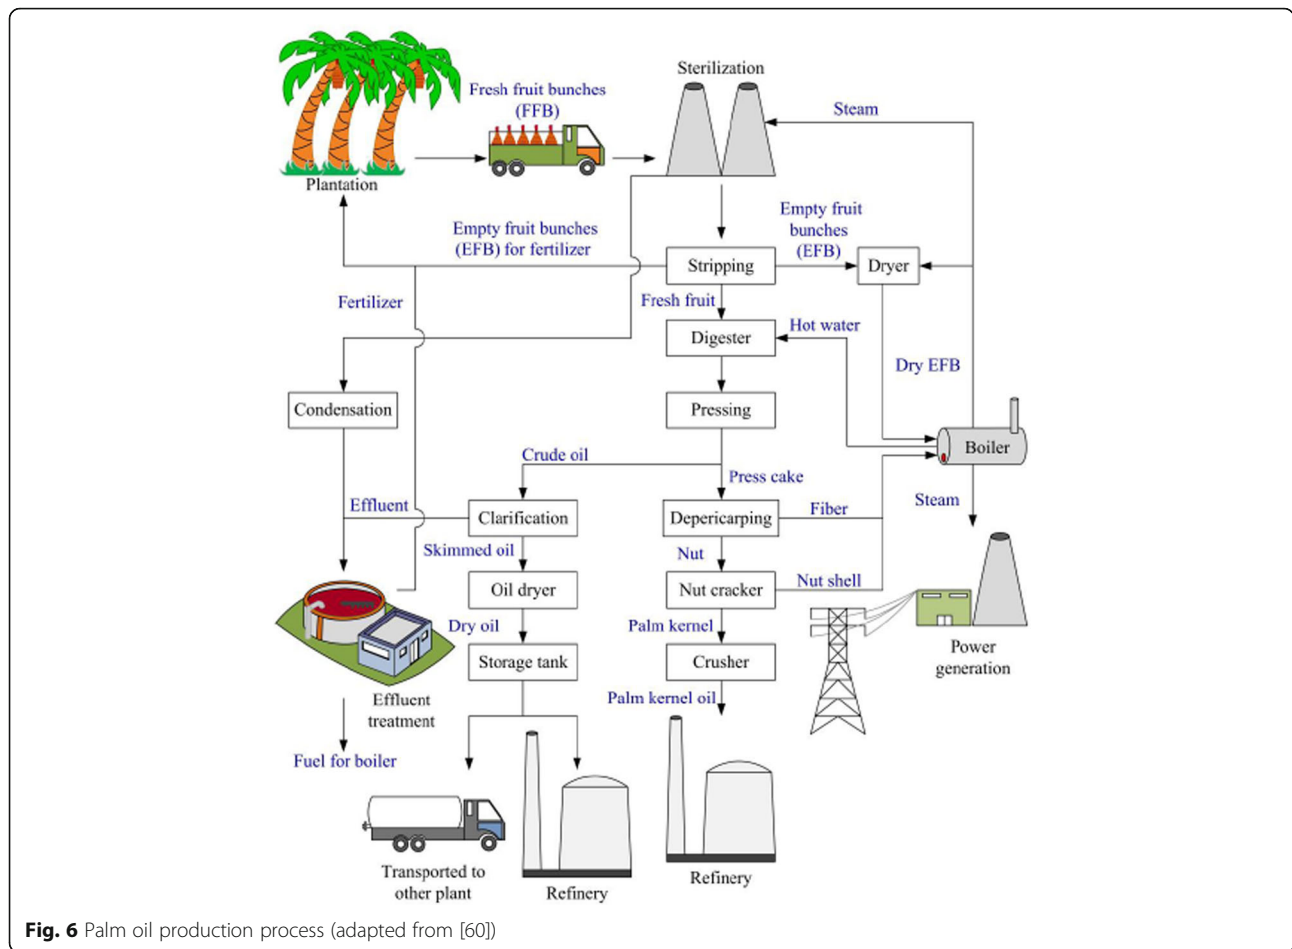 Sterilization
Fresh fruit bunches
(FFB)
Steam
Plantation
Empty fruit bunches
(EFB) for fertilizer
Empty fruit
bunches
(EFB)
Stripping
Dryer
Fertilizer
Fresh fruit
Hot water
Digester
Dry EFB
Condensation
Pressing
Boiler
Crude oil
Press cake
Effluent
Clarification
Depericarping
Fiber
Steam
Skimmed oil
Nut
Oil dryer
Nut cracker
Nut shell
Dry oil
Palm kernel
Storage tank
Crusher
Power
generation
Palm kernel oil
Effluent
treatment
Fuel for boiler
Transported to
other plant
Refinery
Refinery
Fig. 6 Palm oil production process (adapted from [60])